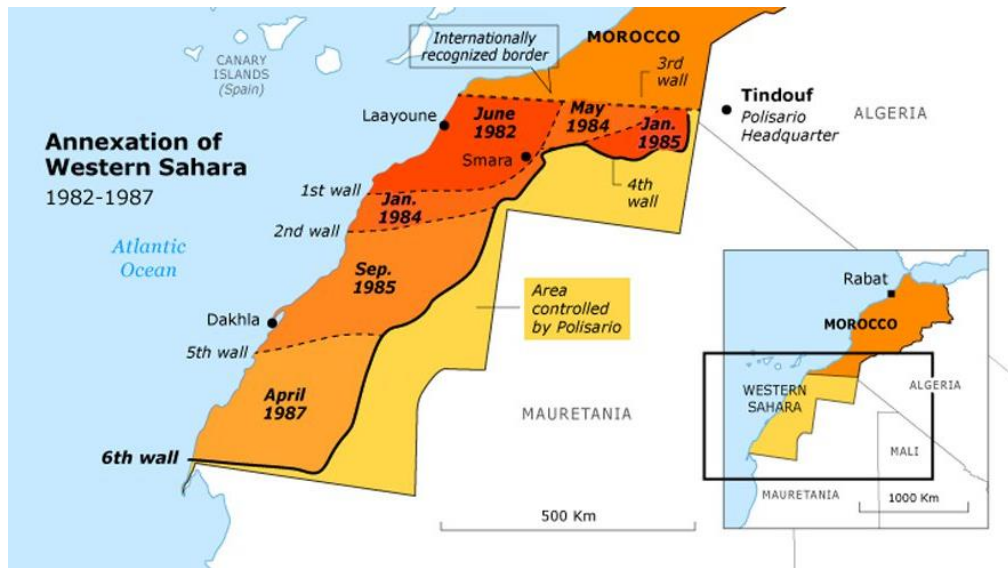 Annexation of
Western Sahara
1982-1987
CANARY
ISLANDS
(Spain)
Internationally
recognized border
MOROCCO
3rd
wall
Laayoune
June
1982
May
1984
Jan.
1985
Tindouf
Polisario
Headquarter
ALGERIA
Smara
4th
wall
1st wall
Jan.
1984
2nd wall
Atlantic
Ocean
Sep.
1985
Area
controlled
by Polisario
Dakhla
5th wall
April
1987
MAURETANIA
6th wall
500 Km
Rabat
MOROCCO
WESTERN
SAHARA
ALGERIA
MALI
MAURETANIA
1000 Km